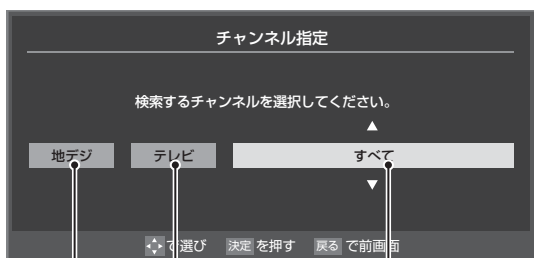 チャンネル指定
検索するチャンネルを選択してください。
地デジ テレビ すべて
で選び 決定 を押す 戻る で前画面